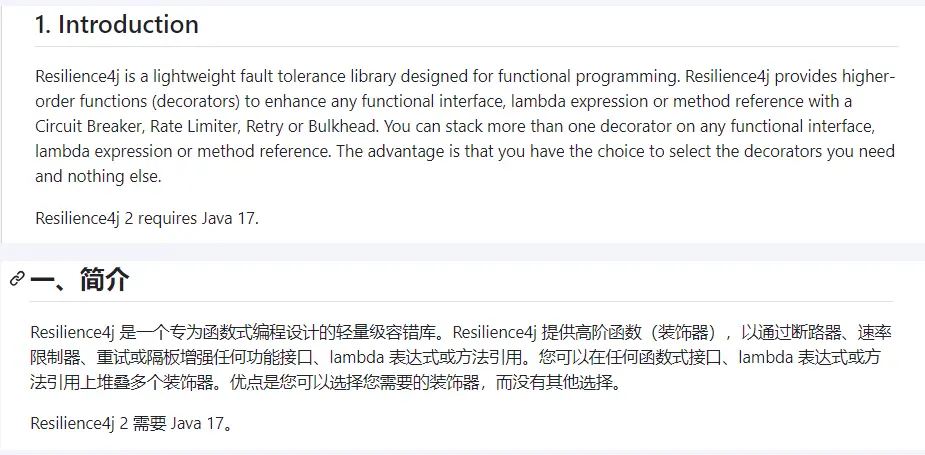 1. Introduction
Resilience4j is a lightweight fault tolerance library designed for functional programming. Resilience4j provides higher-
order functions (decorators) to enhance any functional interface, lambda expression or method reference with a
Circuit Breaker, Rate Limiter, Retry or Bulkhead. You can stack more than one decorator on any functional interface,
lambda expression or method reference. The advantage is that you have the choice to select the decorators you need
and nothing else.
Resilience4j 2 requires Java 17.
一、简介
Resilience4j 是一个专为函数式编程设计的轻量级容错库。Resilience4j 提供高阶函数（装饰器），以通过断路器、速率
限制器、重试或隔板增强任何功能接口、lambda 表达式或方法引用。您可以在任何函数式接口、lambda 表达式或方
法引用上堆叠多个装饰器。优点是您可以选择您需要的装饰器，而没有其他选择。
Resilience4j 2 需要 Java 17。